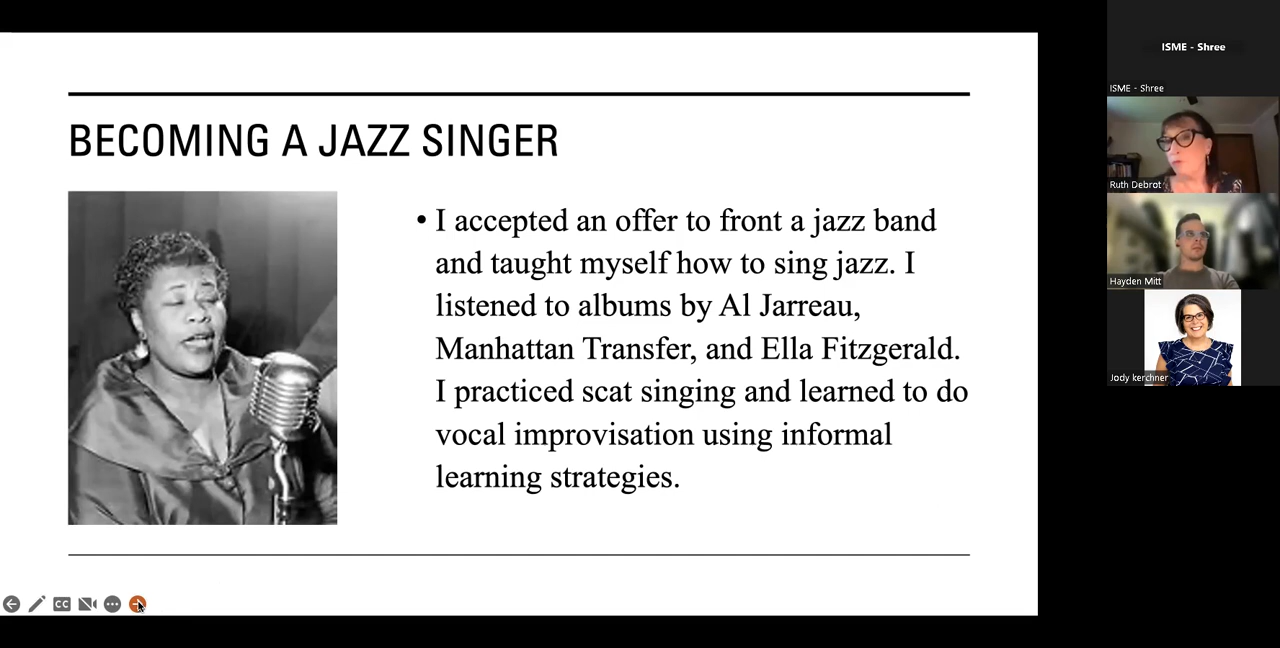 BECOMING A JAZZ SINGER
• I accepted an offer to front a jazz band
and taught myself how to sing jazz. I
listened to albums by Al Jarreau,
Manhattan Transfer, and Ella Fitzgerald.
I practiced scat singing and learned to do
vocal improvisation using informal
learning strategies.
CC
ISME - Shree
ISME - Shree
Ruth Debrot
Hayden Mitt
Jody kerchner